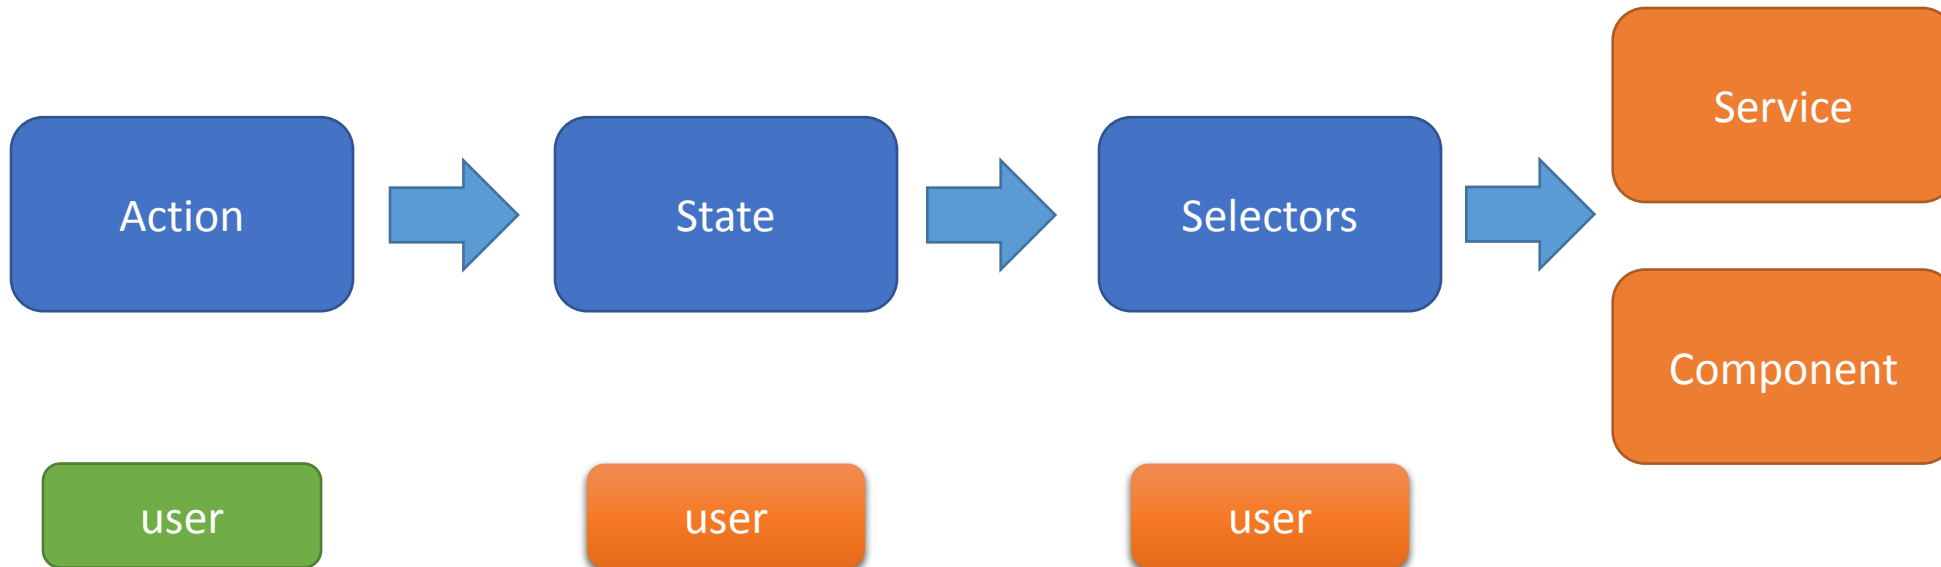 Action
State
Selectors
Service
Component
user
user
user